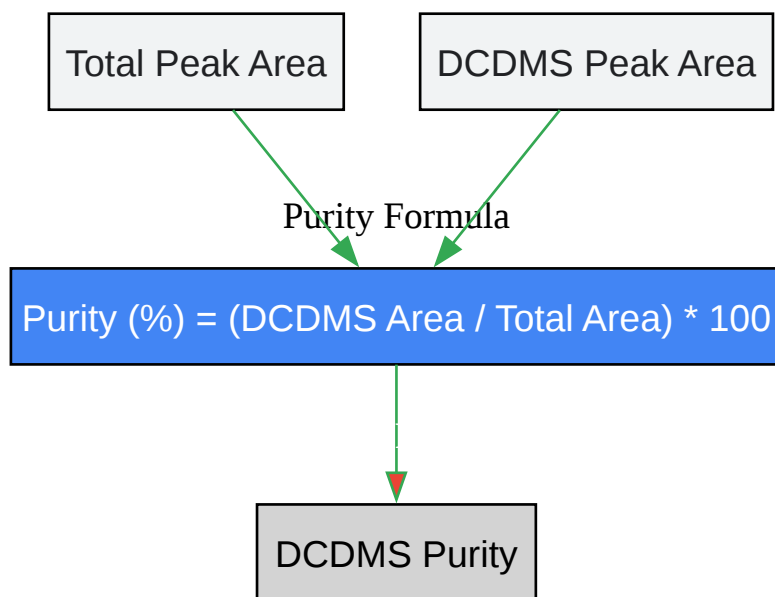 Total Peak Area
DCDMS Peak Area
Purity Formula
Purity (%) = (DCDMS Area / Total Area) * 100
DCDMS Purity